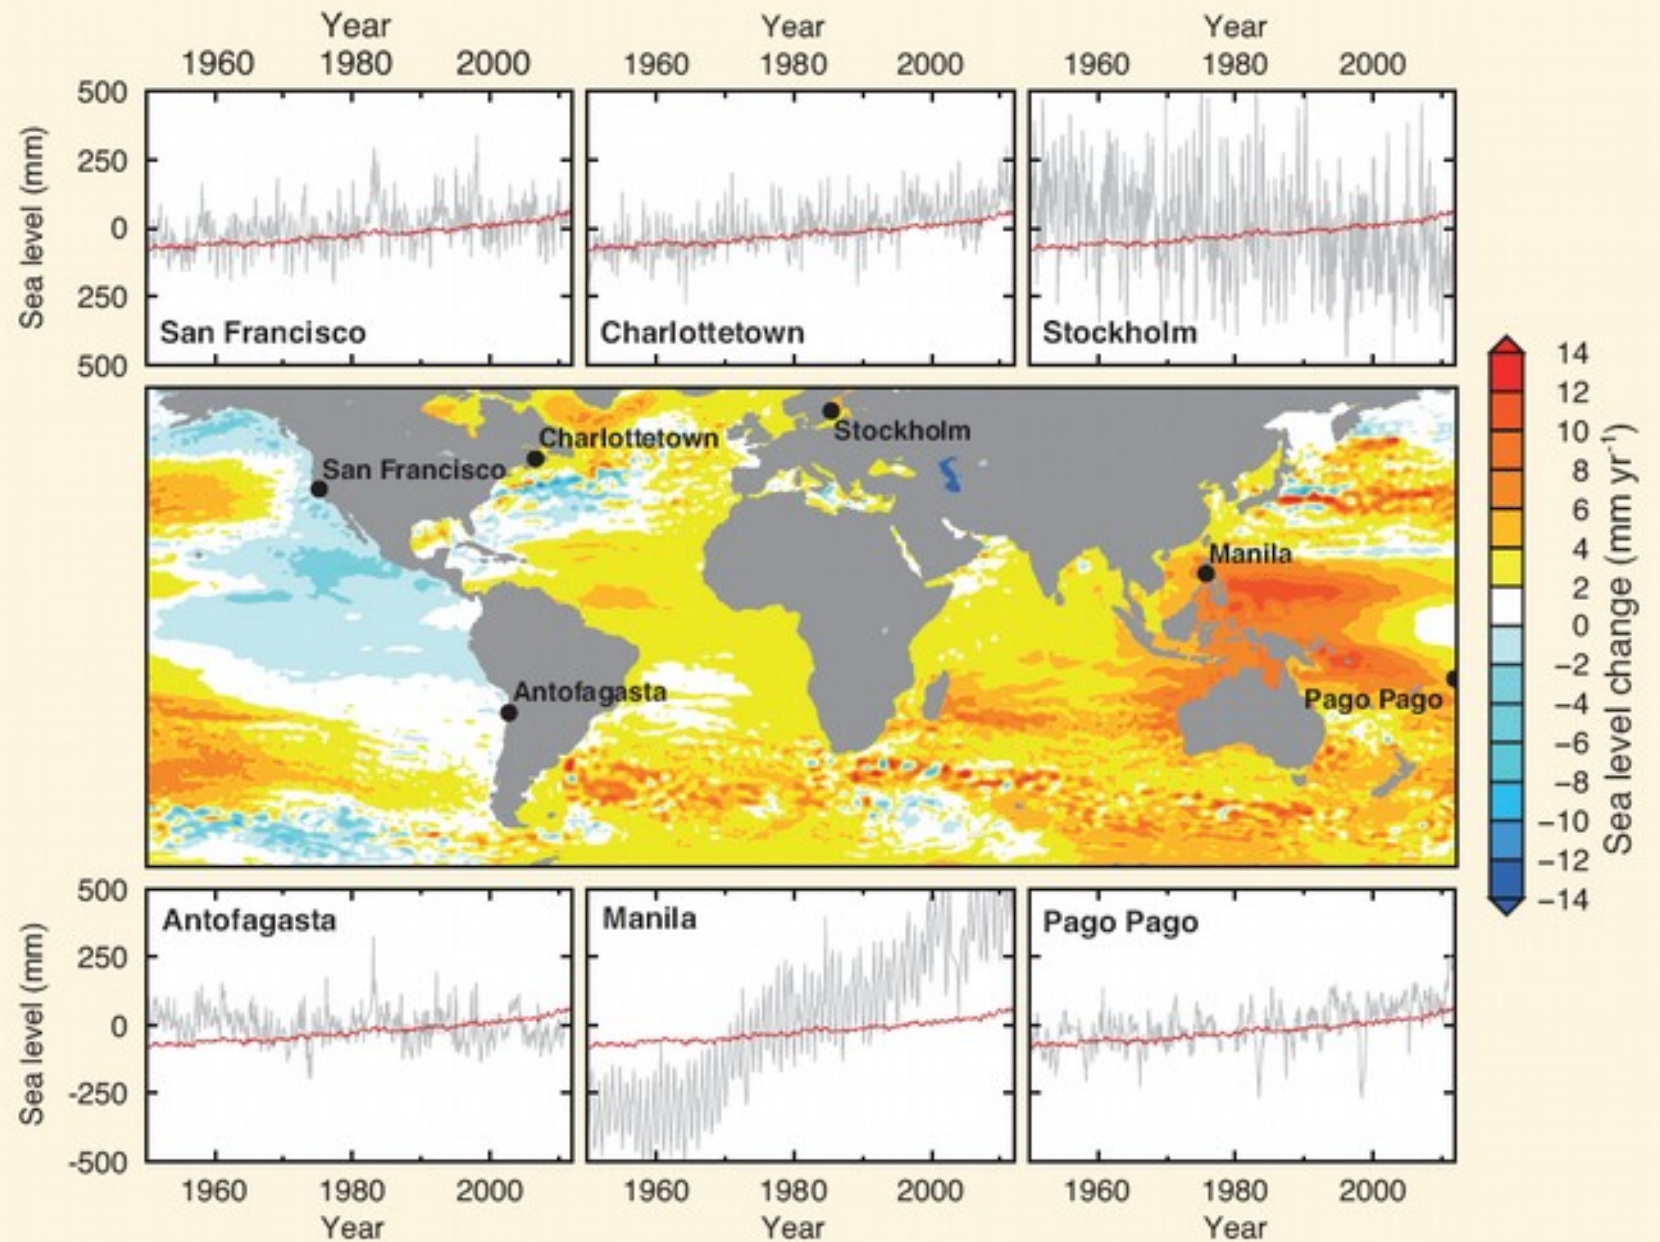 Year Year Year
1960 1980 2000 1960 1980 2000 1960 1980 2000
500
250
0
250
500
Sea level (mm)
San Francisco
Charlottetown
Stockholm
Stockholm
Charlottetown
San Francisco
Manila
Antofagasta
Pago Pago
14
12
10
8
6
4
2
0
−2
−4
−6
−8
−10
−12
−14
Sea level change (mm yr-1)
500
250
0
-250
-500
Sea level (mm)
Antofagasta
Manila
Pago Pago
1960 1980 2000 1960 1980 2000 1960 1980 2000
Year Year Year